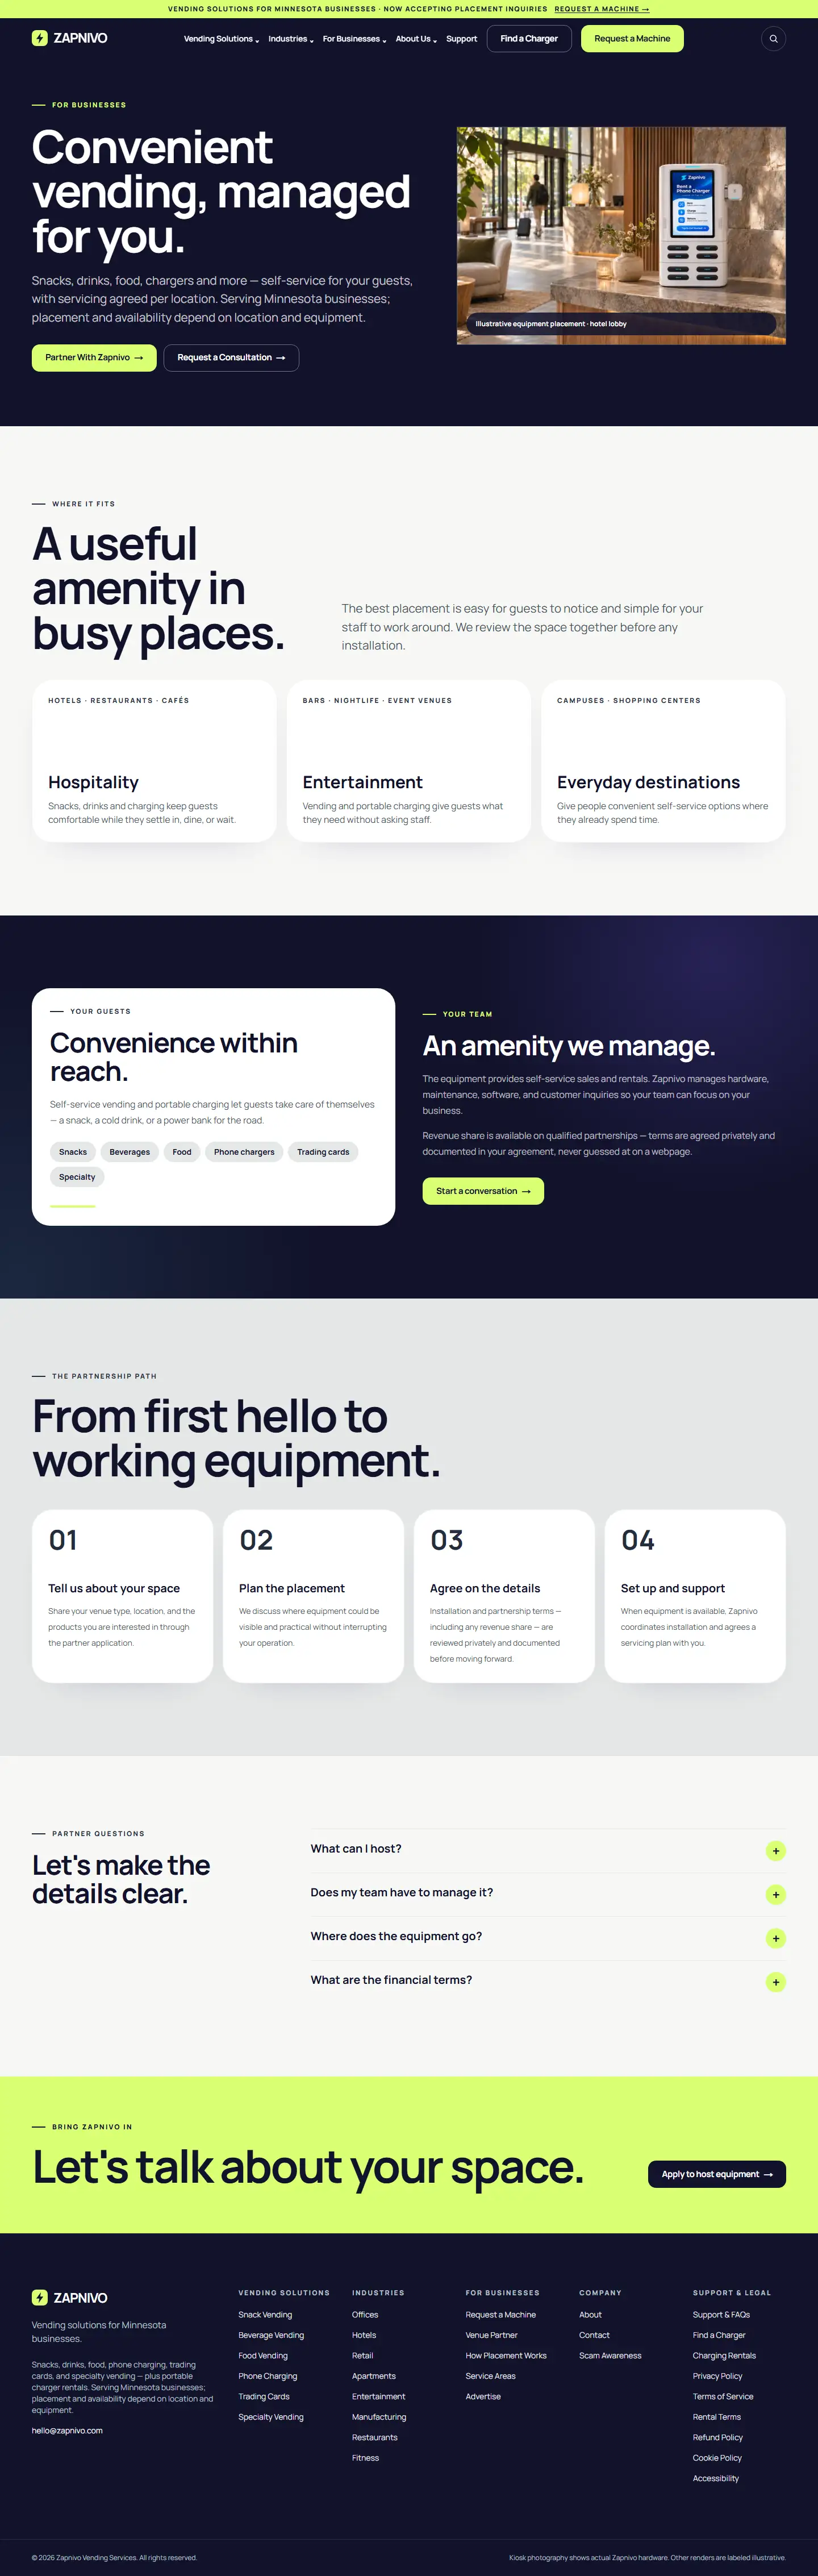 VENDING SOLUTIONS FOR MINNESOTA BUSINESSES · NOW ACCEPTING PLACEMENT INQUIRIES REQUEST A MACHINE →
ZAPNIVO
Vending Solutions Industries For Businesses About Us Support Find a Charger Request a Machine
FOR BUSINESSES
Convenient
vending, managed
for you.
Snacks, drinks, food, chargers and more — self-service for your guests,
with servicing agreed per location. Serving Minnesota businesses;
placement and availability depend on location and equipment.
Partner With Zapnivo →
Request a Consultation →
Zapnivo
Rent a
Phone Charger
Illustrative equipment placement · hotel lobby
WHERE IT FITS
A useful
amenity in
busy places.
The best placement is easy for guests to notice and simple for your
staff to work around. We review the space together before any
installation.
HOTELS · RESTAURANTS · CAFÉS
Hospitality
Snacks, drinks and charging keep guests
comfortable while they settle in, dine, or wait.
BARS · NIGHTLIFE · EVENT VENUES
Entertainment
Vending and portable charging give guests what
they need without asking staff.
CAMPUSES · SHOPPING CENTERS
Everyday destinations
Give people convenient self-service options where
they already spend time.
YOUR GUESTS
Convenience within
reach.
Self-service vending and portable charging let guests take care of themselves
— a snack, a cold drink, or a power bank for the road.
Snacks Beverages Food Phone chargers Trading cards
Specialty
YOUR TEAM
An amenity we manage.
The equipment provides self-service sales and rentals. Zapnivo manages hardware,
maintenance, software, and customer inquiries so your team can focus on your
business.
Revenue share is available on qualified partnerships — terms are agreed privately and
documented in your agreement, never guessed at on a webpage.
Start a conversation →
THE PARTNERSHIP PATH
From first hello to
working equipment.
01
Tell us about your space
Share your venue type, location, and the
products you are interested in through
the partner application.
02
Plan the placement
We discuss where equipment could be
visible and practical without interrupting
your operation.
03
Agree on the details
Installation and partnership terms —
including any revenue share — are
reviewed privately and documented
before moving forward.
04
Set up and support
When equipment is available, Zapnivo
coordinates installation and agrees a
servicing plan with you.
PARTNER QUESTIONS
Let's make the
details clear.
What can I host? +
Does my team have to manage it? +
Where does the equipment go? +
What are the financial terms? +
BRING ZAPNIVO IN
Let's talk about your space.
Apply to host equipment →
ZAPNIVO
Vending solutions for Minnesota
businesses.
Snacks, drinks, food, phone charging, trading
cards, and specialty vending — plus portable
charger rentals. Serving Minnesota businesses;
placement and availability depend on location and
equipment.
hello@zapnivo.com
VENDING SOLUTIONS
Snack Vending
Beverage Vending
Food Vending
Phone Charging
Trading Cards
Specialty Vending
INDUSTRIES
Offices
Hotels
Retail
Apartments
Entertainment
Manufacturing
Restaurants
Fitness
FOR BUSINESSES
Request a Machine
Venue Partner
How Placement Works
Service Areas
Advertise
COMPANY
About
Contact
Scam Awareness
SUPPORT & LEGAL
Support & FAQs
Find a Charger
Charging Rentals
Privacy Policy
Terms of Service
Rental Terms
Refund Policy
Cookie Policy
Accessibility
© 2026 Zapnivo Vending Services. All rights reserved.
Kiosk photography shows actual Zapnivo hardware. Other renders are labeled illustrative.